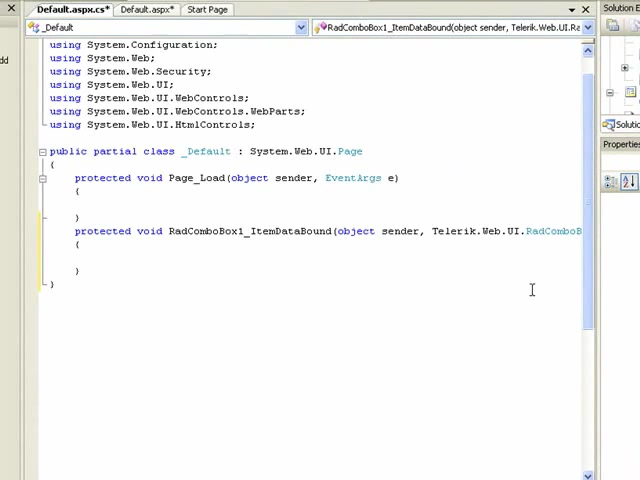 Default.aspx.cs* Default.aspx* Start Page
Solution E
_Default RadComboBox1_ItemDataBound(object sender, Telerik.Web.UI.Ra
using System.Configuration;
using System.Web;
dd
using System.Web.Security;
using System.Web.UI;
using System.Web.UI.WebControls;
using System.Web.UI.WebControls.WebParts;
using System.Web.UI.HtmlControls;
Solutio
Properties
public partial class _Default : System.Web.UI.Page
{
protected void Page_Load(object sender, EventArgs e)
{
}
protected void RadComboBox1_ItemDataBound(object sender, Telerik.Web.UI.RadComboB
{
}
}